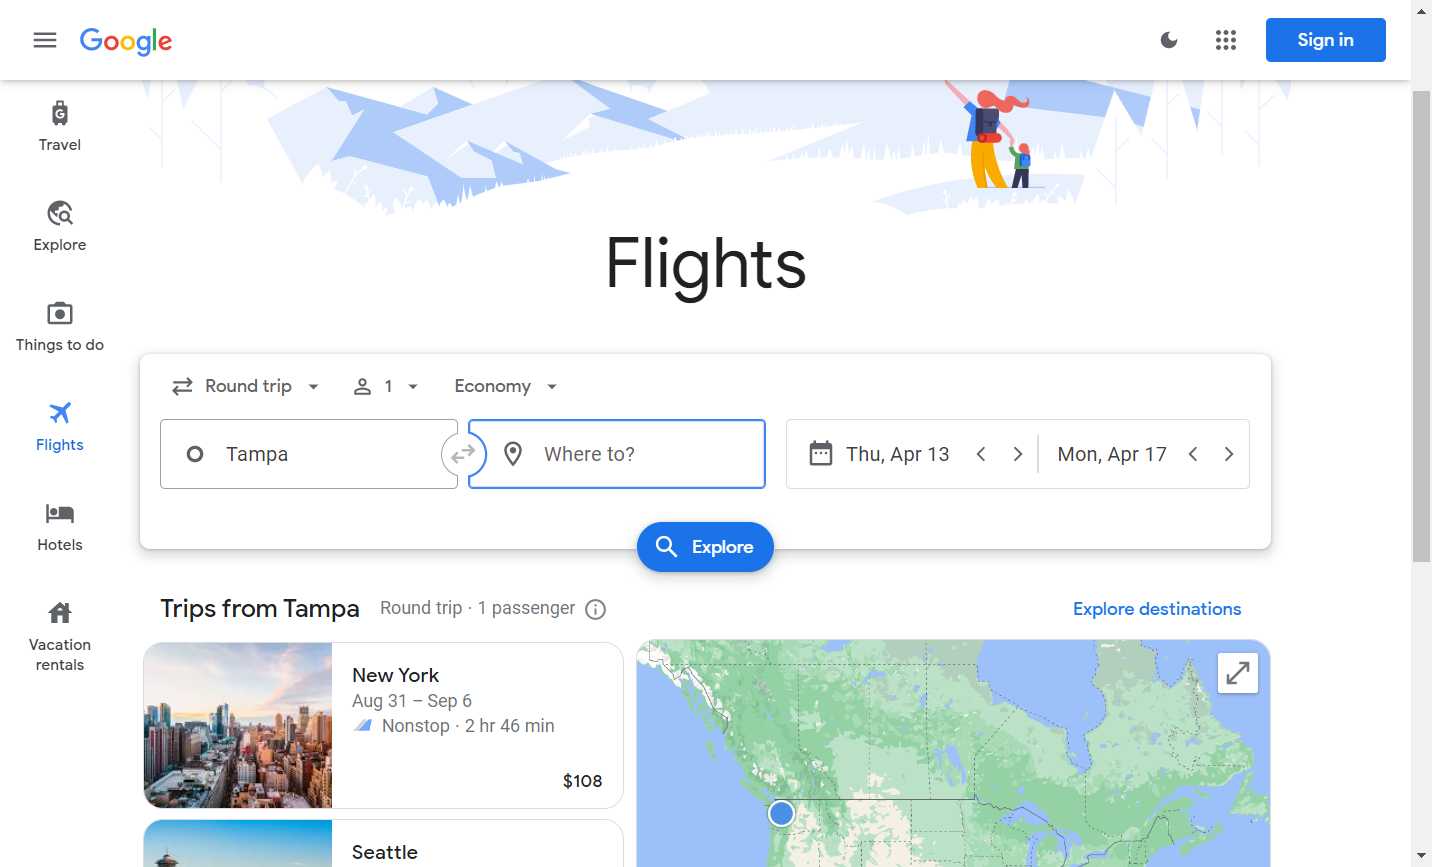 Google
Sign in
Travel
Explore
Things to do
Flights
Hotels
Vacation
rentals
Flights
Round trip
1
Economy
Tampa
Where to?
Thu, Apr 13
Mon, Apr 17
Explore
Trips from Tampa
Round trip · 1 passenger
Explore destinations
New York
Aug 31 – Sep 6
Nonstop · 2 hr 46 min
$108
Seattle